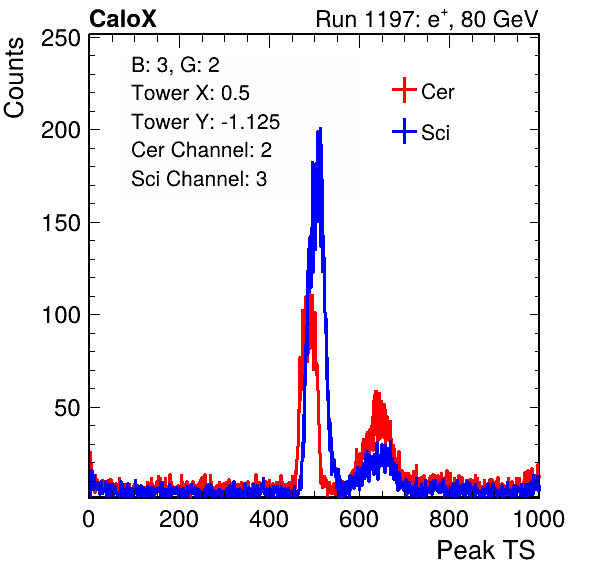 CaloX Run 1197: e⁺, 80 GeV
Counts
250
200
150
100
50
B: 3, G: 2
Tower X: 0.5
Tower Y: -1.125
Cer Channel: 2
Sci Channel: 3
Cer
Sci
0 200 400 600 800 1000
Peak TS